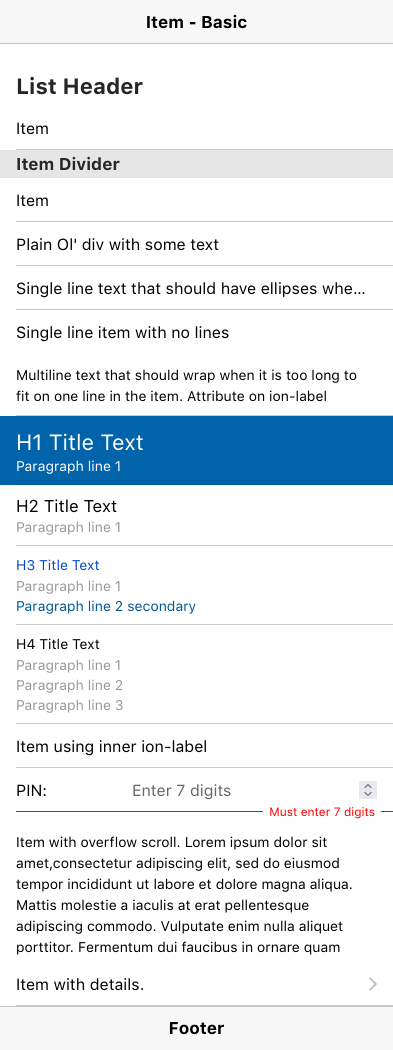 Item - Basic
List Header
Item
Item Divider
Item
Plain Ol' div with some text
Single line text that should have ellipses whe...
Single line item with no lines
Multiline text that should wrap when it is too long to
fit on one line in the item. Attribute on ion-label
H1 Title Text
Paragraph line 1
H2 Title Text
Paragraph line 1
H3 Title Text
Paragraph line 1
Paragraph line 2 secondary
H4 Title Text
Paragraph line 1
Paragraph line 2
Paragraph line 3
Item using inner ion-label
PIN: Enter 7 digits
Must enter 7 digits
Item with overflow scroll. Lorem ipsum dolor sit
amet,consectetur adipiscing elit, sed do eiusmod
tempor incididunt ut labore et dolore magna aliqua.
Mattis molestie a iaculis at erat pellentesque
adipiscing commodo. Vulputate enim nulla aliquet
porttitor. Fermentum dui faucibus in ornare quam
Item with details.
Footer